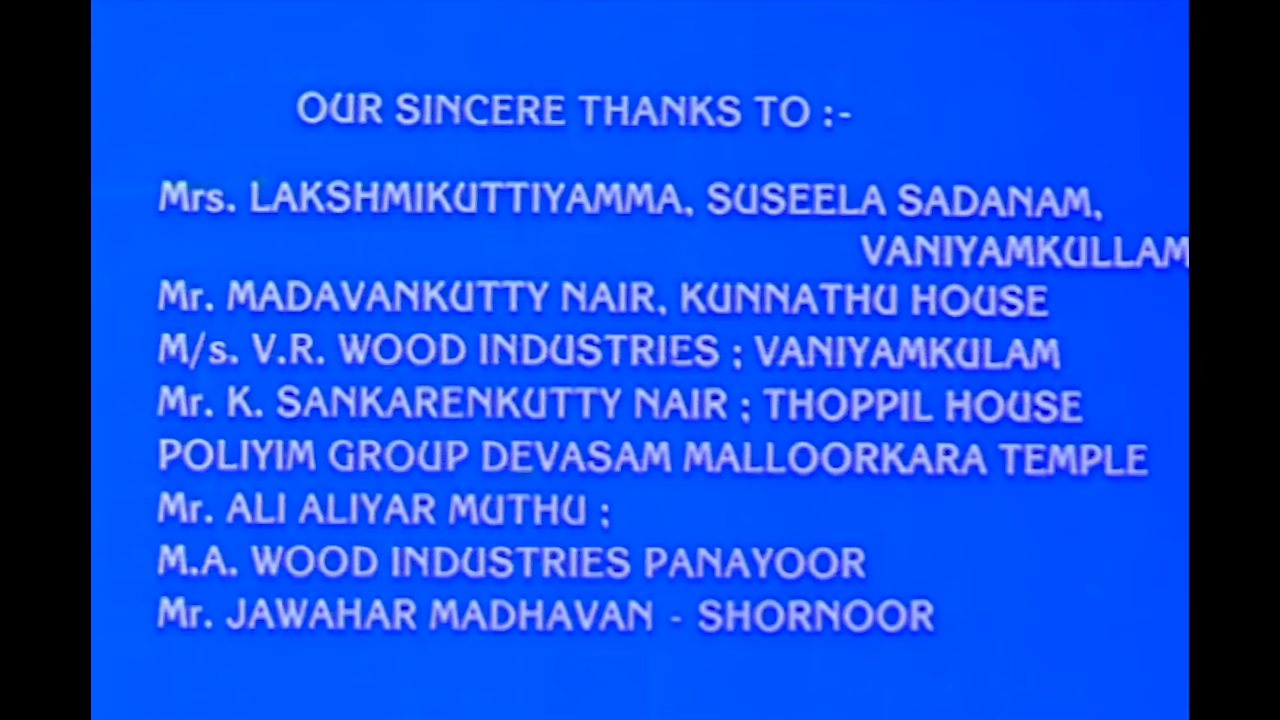 OUR SINCERE THANKS TO :-
Mrs. LAKSHMIKUTTIYAMMA, SUSEELA SADANAM,
VANIYAMKULLAM
Mr. MADAVANKUTTY NAIR, KUNNATHU HOUSE
M/s. V.R. WOOD INDUSTRIES ; VANIYAMKULAM
Mr. K. SANKARENKUTTY NAIR ; THOPPIL HOUSE
POLIYIM GROUP DEVASAM MALLOORKARA TEMPLE
Mr. ALI ALIYAR MUTHU ;
M.A. WOOD INDUSTRIES PANAYOOR
Mr. JAWAHAR MADHAVAN - SHORNOOR